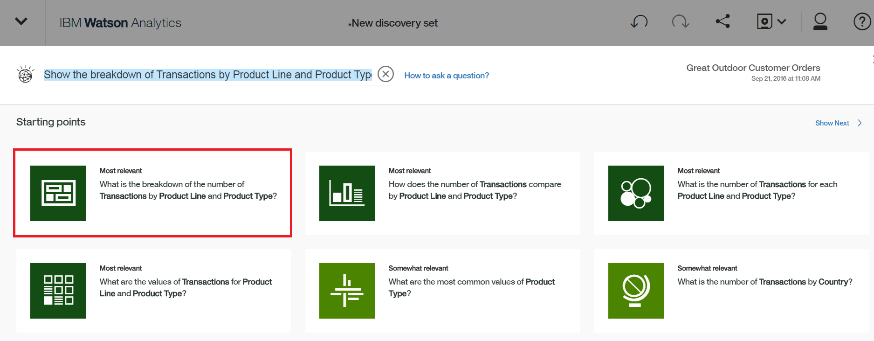 IBM Watson Analytics
*New discovery set
Show the breakdown of Transactions by Product Line and Product Typ
How to ask a question?
Great Outdoor Customer Orders
Sep 21, 2016 at 11:08 AM
Starting points
Show Next
Most relevant
What is the breakdown of the number of
Transactions by Product Line and Product Type?
Most relevant
How does the number of Transactions compare
by Product Line and Product Type?
Most relevant
What is the number of Transactions for each
Product Line and Product Type?
Most relevant
What are the values of Transactions for Product
Line and Product Type?
Somewhat relevant
What are the most common values of Product
Type?
Somewhat relevant
What is the number of Transactions by Country?